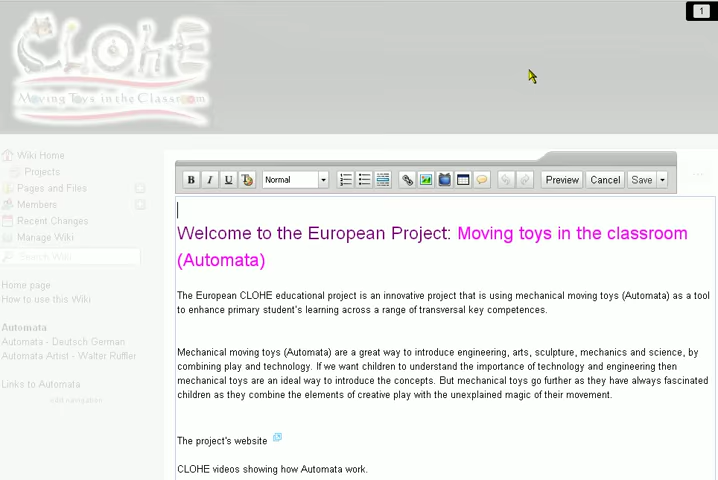 1
CLOHE
Moving Toys in the Classroom
Wiki Home
Projects
Pages and Files
Members
Recent Changes
Manage Wiki
Search Wiki
Home page
How to use this Wiki
Automata
Automata - Deutsch German
Automata Artist - Walter Ruffler
Links to Automata
edit navigation
B I U T Normal Preview Cancel Save
Welcome to the European Project: Moving toys in the classroom
(Automata)
The European CLOHE educational project is an innovative project that is using mechanical moving toys (Automata) as a tool
to enhance primary student's learning across a range of transversal key competences.
Mechanical moving toys (Automata) are a great way to introduce engineering, arts, sculpture, mechanics and science, by
combining play and technology. If we want children to understand the importance of technology and engineering then
mechanical toys are an ideal way to introduce the concepts. But mechanical toys go further as they have always fascinated
children as they combine the elements of creative play with the unexplained magic of their movement.
The project's website
CLOHE videos showing how Automata work.